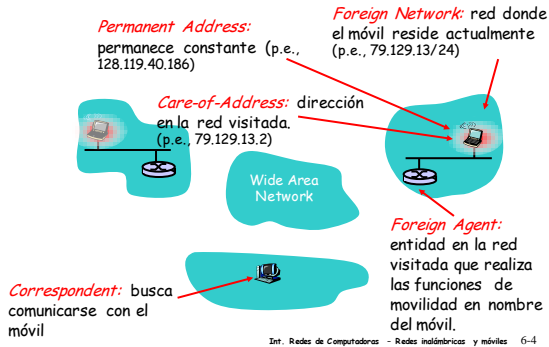 Permanent Address:
permanece constante (p.e.,
128.119.40.186)
Foreign Network: red donde
el móvil reside actualmente
(p.e., 79.129.13/24)
Care-of-Address: dirección
en la red visitada.
(p.e., 79.129.13.2)
Wide Area
Network
Foreign Agent:
entidad en la red
visitada que realiza
las funciones de
movilidad en nombre
del móvil.
Correspondent: busca
comunicarse con el
móvil
Int. Redes de Computadoras - Redes inalámbricas y móviles 6-4